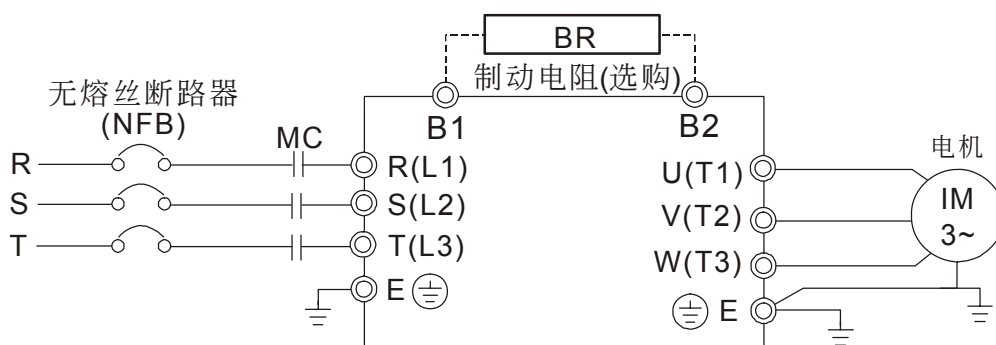 BR
制动电阻(选购)
无熔丝断路器
(NFB)
MC
B1
B2
电机
R
R(L1)
U(T1)
S
S(L2)
V(T2)
IM
3~
T
T(L3)
W(T3)
E
E